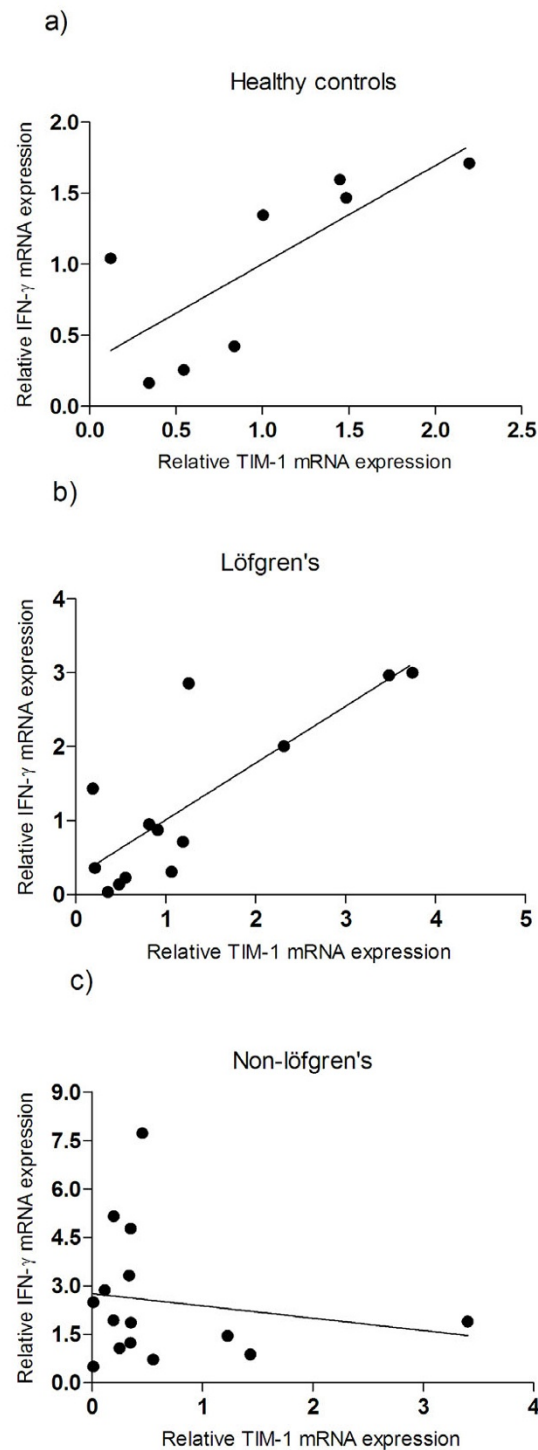 a)
Healthy controls
Relative IFN-γ mRNA expression
2.0
1.5
1.0
0.5
0.0
0.0 0.5 1.0 1.5 2.0 2.5
Relative TIM-1 mRNA expression
b)
Löfgren's
Relative IFN-γ mRNA expression
4
3
2
1
0
0 1 2 3 4 5
Relative TIM-1 mRNA expression
c)
Non-löfgren's
Relative IFN-γ mRNA expression
9.0
7.5
6.0
4.5
3.0
1.5
0.0
0 1 2 3 4
Relative TIM-1 mRNA expression